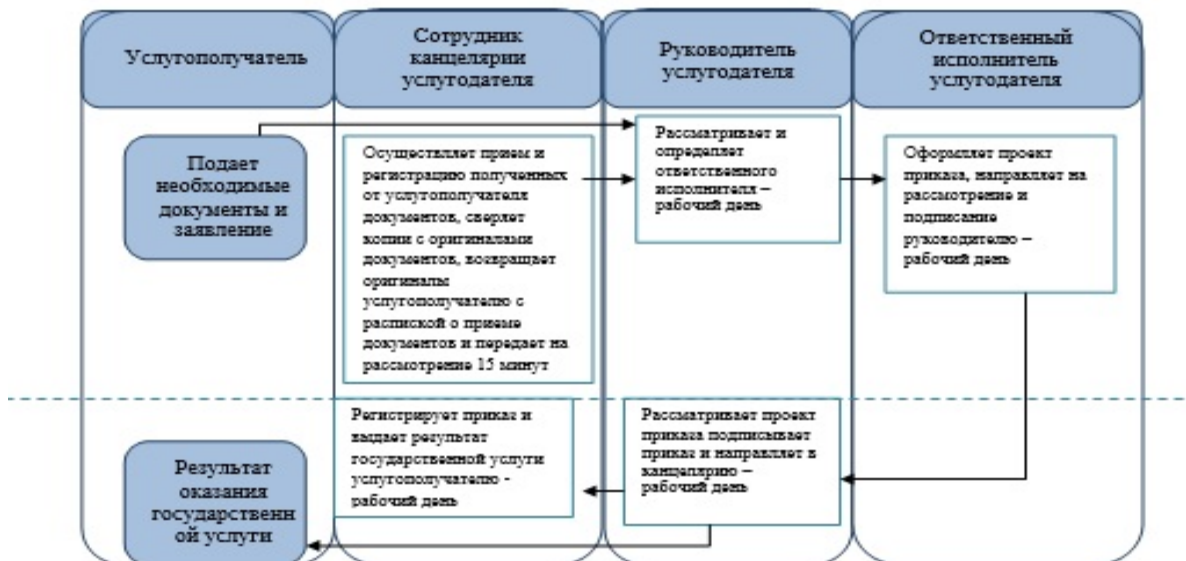 Услугополучатель
Сотрудник
канцелярии
услугодателя
Руководитель
услугодателя
Ответственный
исполнитель
услугодателя
Подает
необходимые
документы и
заявление
Осуществляет прием и
регистрацию полученных
от услугополучателя
документов, сверяет
копии с оригиналами
документов, возвращает
оригиналы
услугополучателю с
распиской о приеме
документов и передает на
рассмотрение 15 минут
Рассматривает и
определяет
ответственного
исполнителя –
рабочий день
Оформляет проект
приказа, направляет на
рассмотрение и
подписание
руководителю –
рабочий день
Результат
оказания
государственн
ой услуги
Регистрирует приказ и
выдает результат
государственной услуги
услугополучателю -
рабочий день
Рассматривает проект
приказа подписывает
приказ и направляет в
канцелярию –
рабочий день